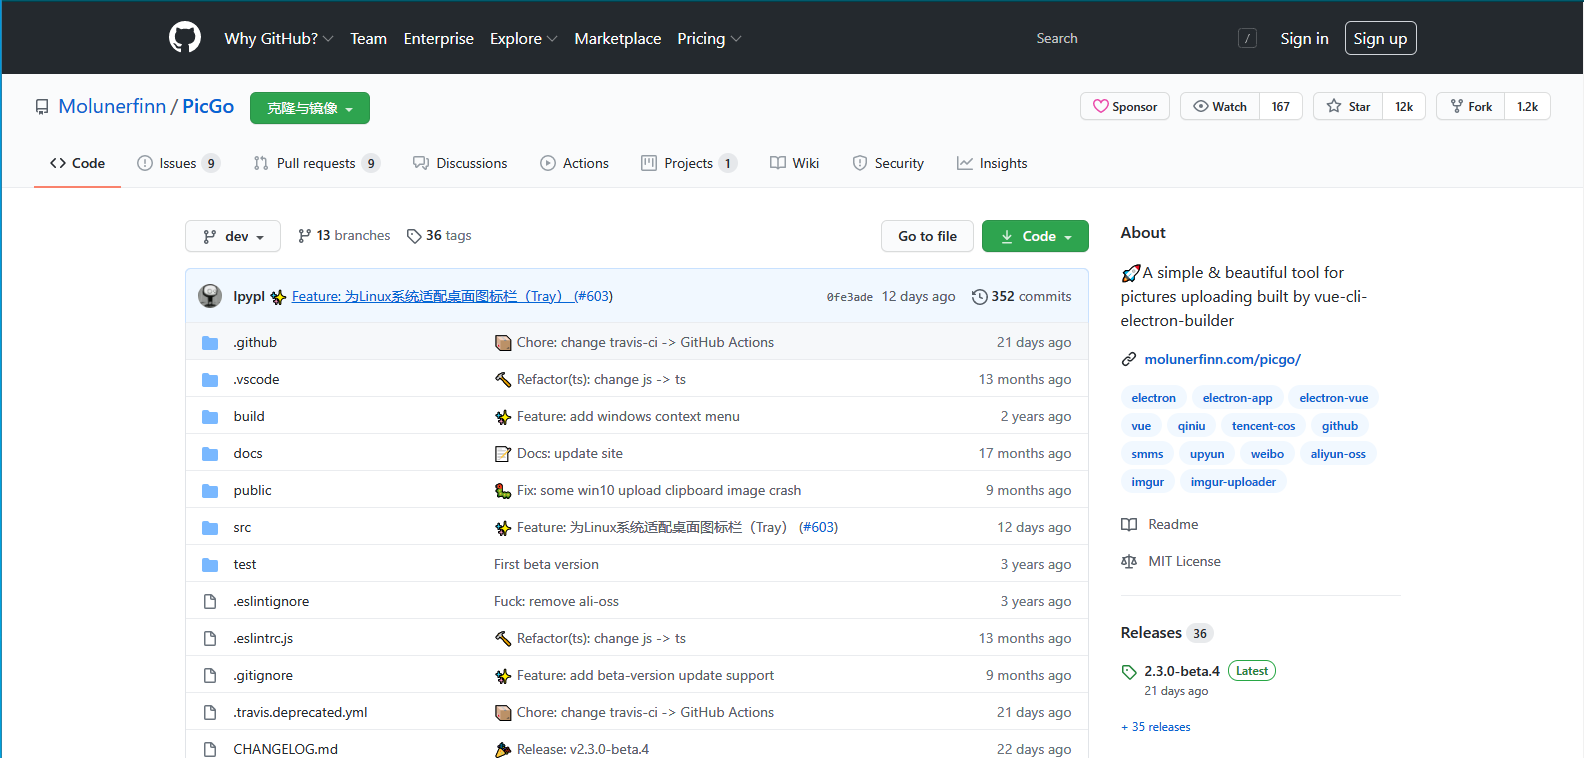 Why GitHub? Team Enterprise Explore Marketplace Pricing Search / Sign in Sign up
Molunerfinn / PicGo 克隆与镜像 Sponsor Watch 167 Star 12k Fork 1.2k
Code Issues 9 Pull requests 9 Discussions Actions Projects 1 Wiki Security Insights
dev 13 branches 36 tags Go to file Code
lpypl Feature: 为Linux系统适配桌面图标栏（Tray） (#603) 0fe3ade 12 days ago 352 commits
.github Chore: change travis-ci -> GitHub Actions 21 days ago
.vscode Refactor(ts): change js -> ts 13 months ago
build Feature: add windows context menu 2 years ago
docs Docs: update site 17 months ago
public Fix: some win10 upload clipboard image crash 9 months ago
src Feature: 为Linux系统适配桌面图标栏（Tray） (#603) 12 days ago
test First beta version 3 years ago
.eslintignore Fuck: remove ali-oss 3 years ago
.eslintrc.js Refactor(ts): change js -> ts 13 months ago
.gitignore Feature: add beta-version update support 9 months ago
.travis.deprecated.yml Chore: change travis-ci -> GitHub Actions 21 days ago
CHANGELOG.md Release: v2.3.0-beta.4 22 days ago
About
A simple & beautiful tool for
pictures uploading built by vue-cli-
electron-builder
molunerfinn.com/picgo/
electron electron-app electron-vue
vue qiniu tencent-cos github
smms upyun weibo aliyun-oss
imgur imgur-uploader
Readme
MIT License
Releases 36
2.3.0-beta.4 Latest
21 days ago
+ 35 releases